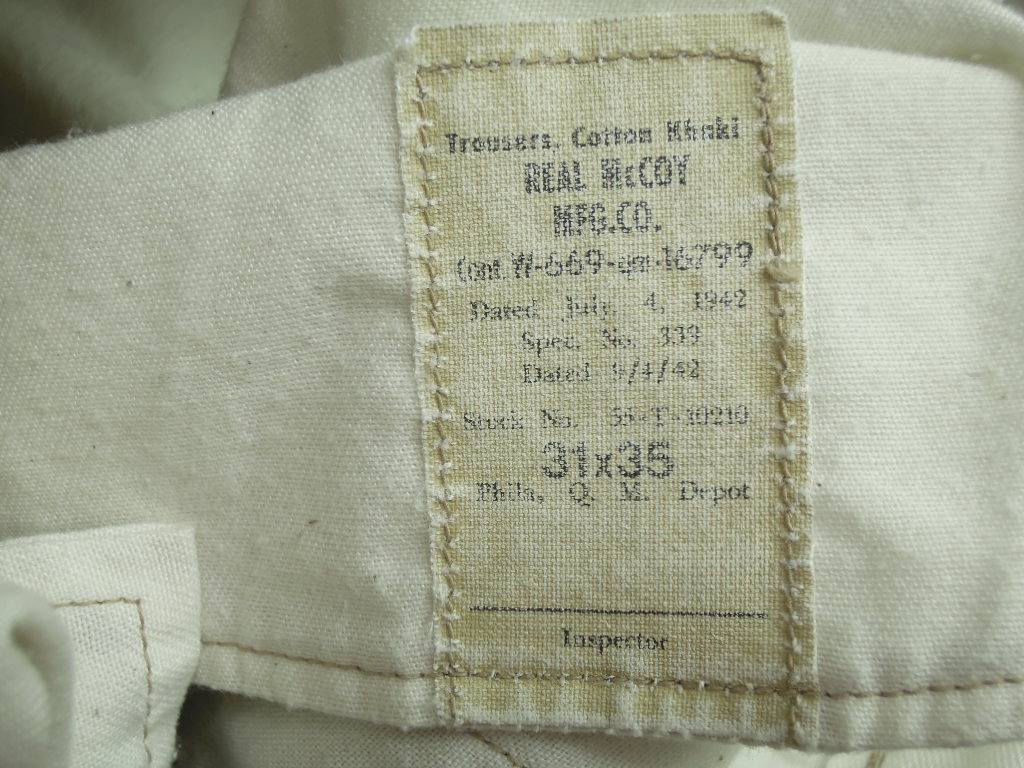 Trousers, Cotton Khaki
REAL McCOY
MFG.CO.
Cont. W-669-qm-16799
Dated July. 4, 1942
Spec. No. 339
Dated 9/4/42
Stock No. 55-T-10210
31x35
Phila, Q. M. Depot
Inspector